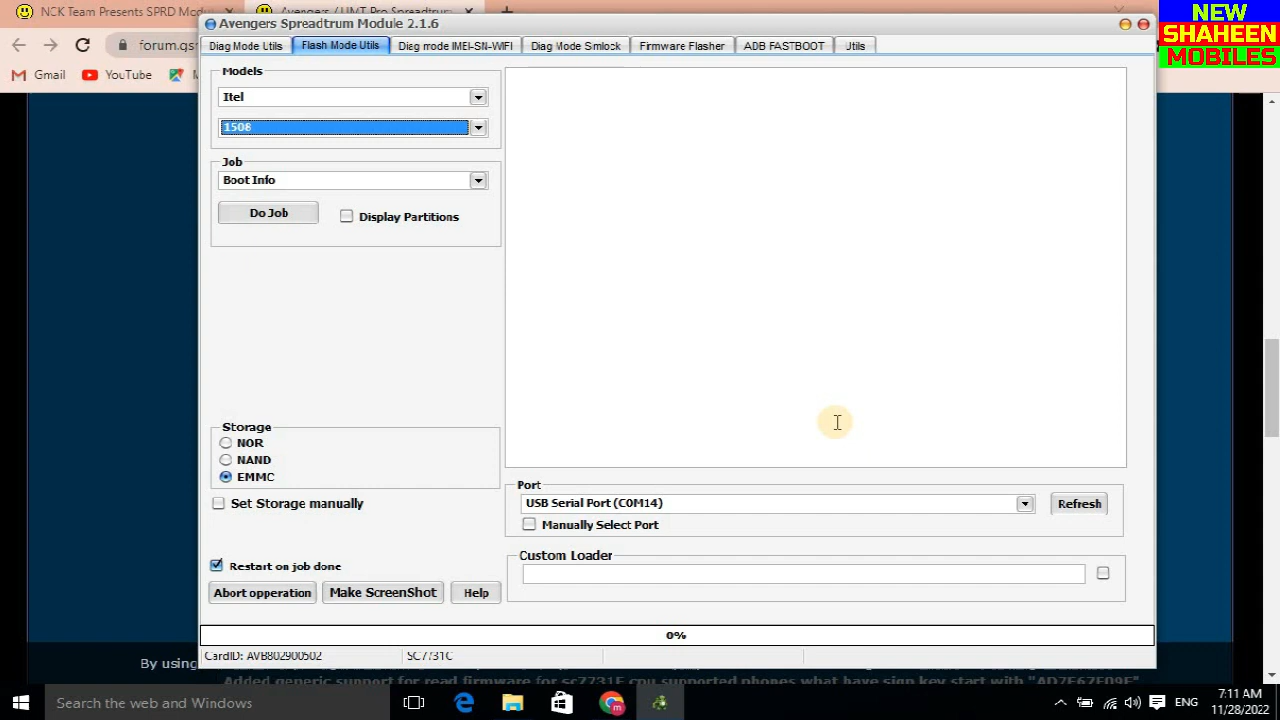 NCK Team Presents SPRD Modu
Avengers / UMT Pro Spreadtrum
forum.gs
Gmail
YouTube
NEW
SHAHEEN
MOBILES
Avengers Spreadtrum Module 2.1.6
Diag Mode Utils
Flash Mode Utils
Diag mode IMEI-SN-WIFI
Diag Mode Simlock
Firmware Flasher
ADB FASTBOOT
Utils
Models
Itel
1508
Job
Boot Info
Do Job
Display Partitions
Storage
NOR
NAND
EMMC
Set Storage manually
Port
USB Serial Port (COM14)
Refresh
Manually Select Port
Restart on job done
Custom Loader
Abort opperation
Make ScreenShot
Help
0%
CardID: AVB802900502
SC7731C
By using
Added generic support for read firmware for sc7731E cpu supported phones what have sign key start with
Search the web and Windows
ENG
7:11 AM
11/28/2022